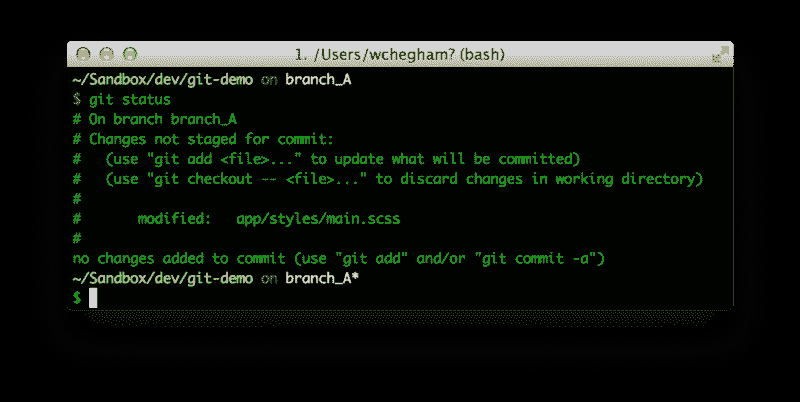 1. /Users/wchegham? (bash)
~/Sandbox/dev/git-demo on branch_A
$ git status
# On branch branch_A
# Changes not staged for commit:
#   (use "git add <file>..." to update what will be committed)
#   (use "git checkout -- <file>..." to discard changes in working directory)
#
#       modified:   app/styles/main.scss
#
no changes added to commit (use "git add" and/or "git commit -a")
~/Sandbox/dev/git-demo on branch_A*
$